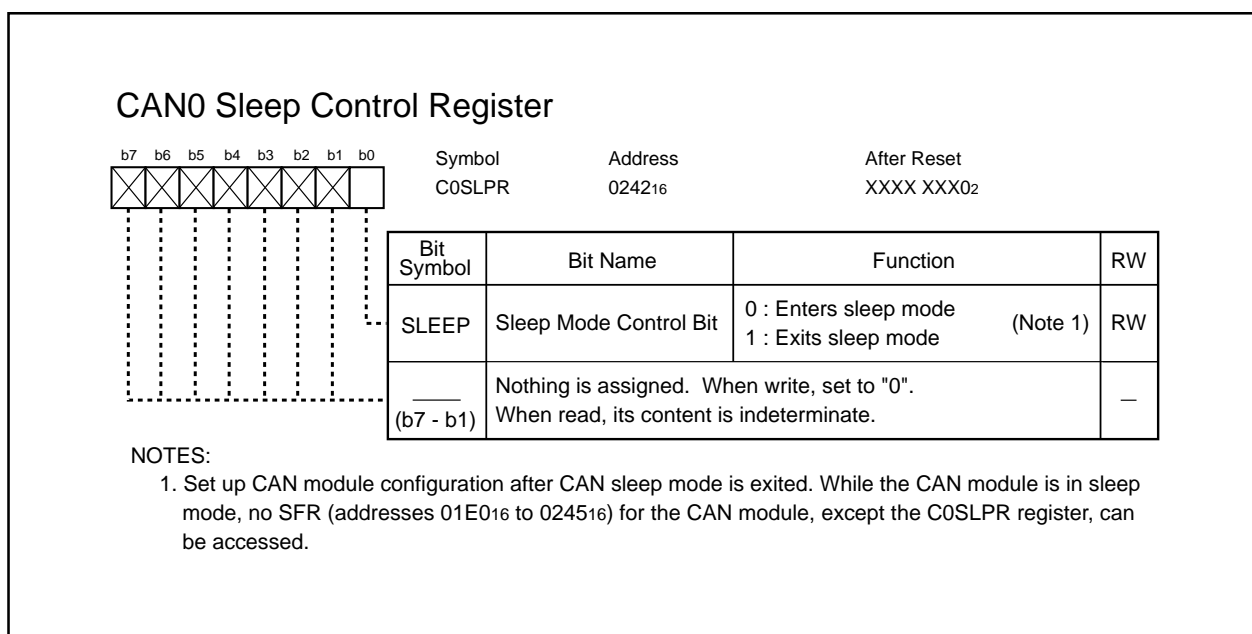 CAN0 Sleep Control Register
b7 b6 b5 b4 b3 b2 b1 b0
Symbol Address After Reset
C0SLPR 024216 XXXX XXX02
Bit Symbol Bit Name Function RW
SLEEP Sleep Mode Control Bit 0 : Enters sleep mode (Note 1) RW
1 : Exits sleep mode
Nothing is assigned. When write, set to "0".
(b7 - b1) When read, its content is indeterminate. —
NOTES:
1. Set up CAN module configuration after CAN sleep mode is exited. While the CAN module is in sleep
mode, no SFR (addresses 01E016 to 024516) for the CAN module, except the C0SLPR register, can
be accessed.